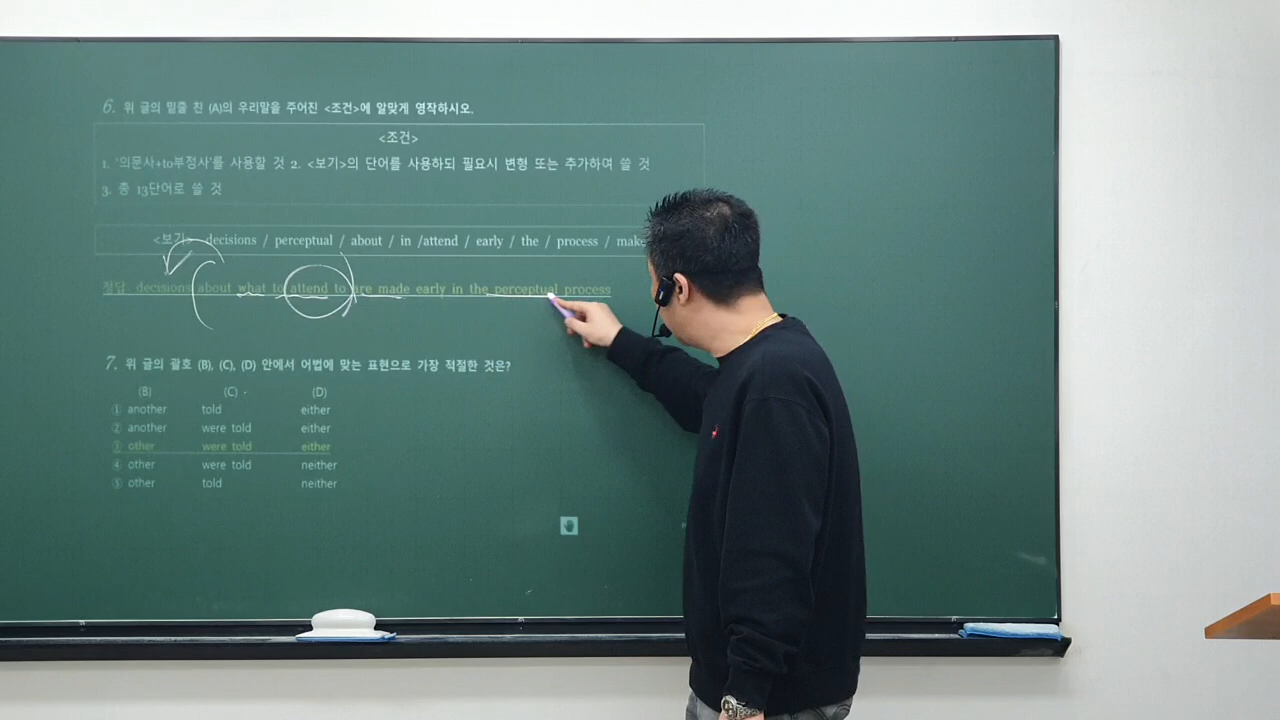 6. 위 글의 밑줄 친 (A)의 우리말을 주어진 <조건>에 알맞게 영작하시오.
<조건>
1. '의문사+to부정사'를 사용할 것 2. <보기>의 단어를 사용하되 필요시 변형 또는 추가하여 쓸 것
3. 총 13단어로 쓸 것
<보기> decisions / perceptual / about / in /attend / early / the / process / make
정답 decisions about what to attend to are made early in the perceptual process
7. 위 글의 괄호 (B), (C), (D) 안에서 어법에 맞는 표현으로 가장 적절한 것은?
(B) (C) (D)
① another told either
② another were told either
③ other were told either
④ other were told neither
⑤ other told neither